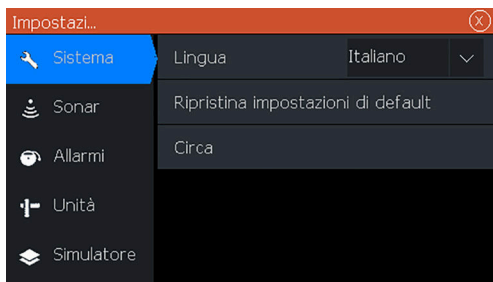 Impostazi...
Sistema
Lingua
Italiano
Sonar
Ripristina impostazioni di default
Allarmi
Circa
Unità
Simulatore